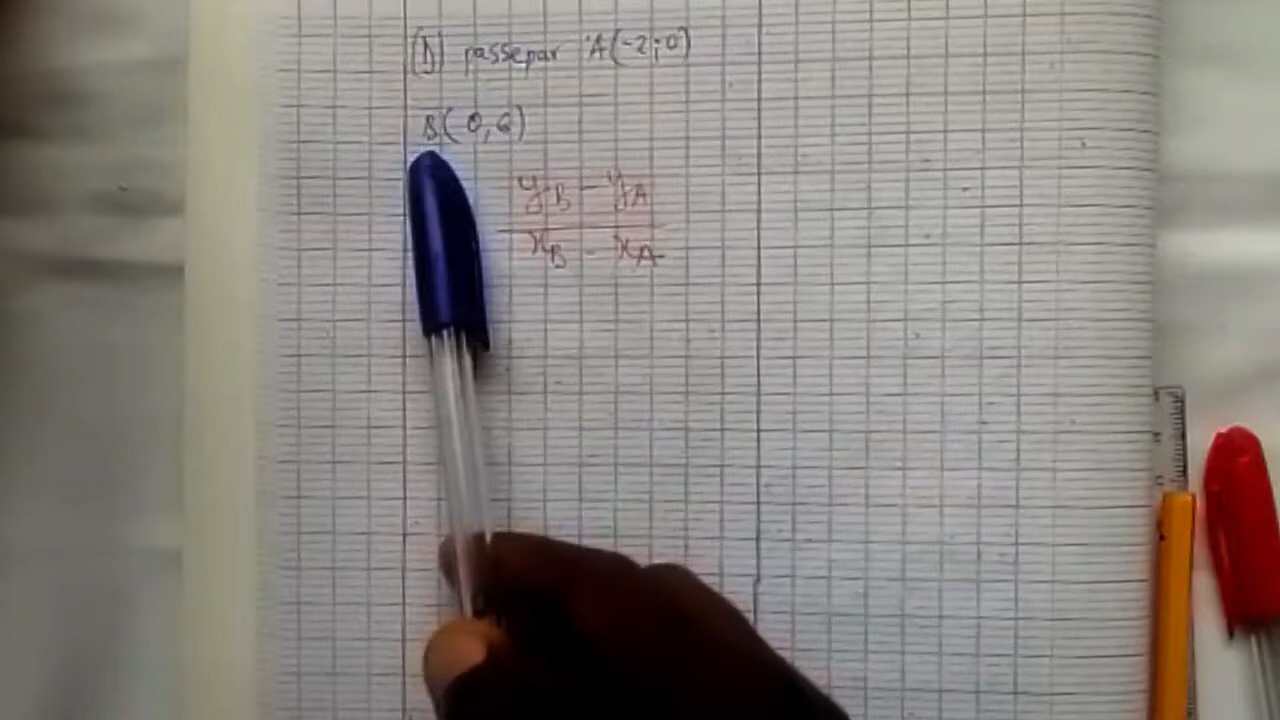 (D) passe par A(-2;0)
B(0,6)
yB - yA
xB - xA